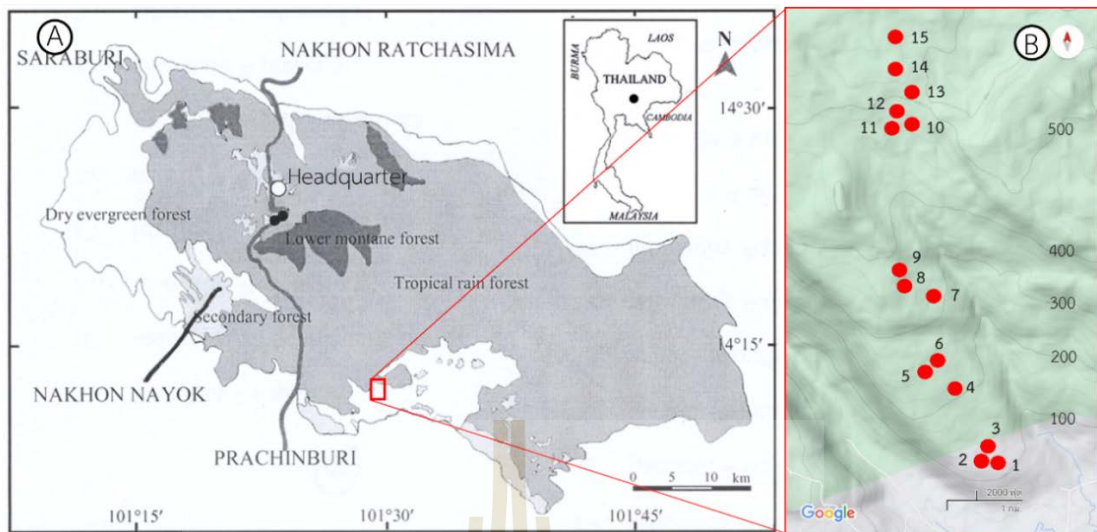 A
SARABURI
NAKHON RATCHASIMA
N
LAOS
BURMA
THAILAND
CAMBODIA
MALAYSIA
14°30'
Headquarter
Dry evergreen forest
Lower montane forest
Tropical rain forest
Secondary forest
14°15'
NAKHON NAYOK
PRACHINBURI
0 5 10
km
101°15'
101°30'
101°45'
B
15
14
13
12
11
10
500
400
9
8
7
300
6
5
4
200
100
3
2
1
2000 ฟุต
1 กม.
Google